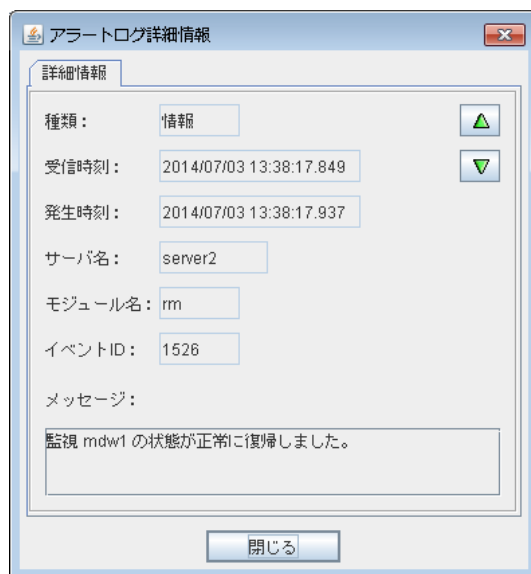 アラートログ詳細情報
詳細情報
種類： 情報
受信時刻： 2014/07/03 13:38:17.849
発生時刻： 2014/07/03 13:38:17.937
サーバ名： server2
モジュール名： rm
イベントID： 1526
メッセージ：
監視 mdw1 の状態が正常に復帰しました。
閉じる